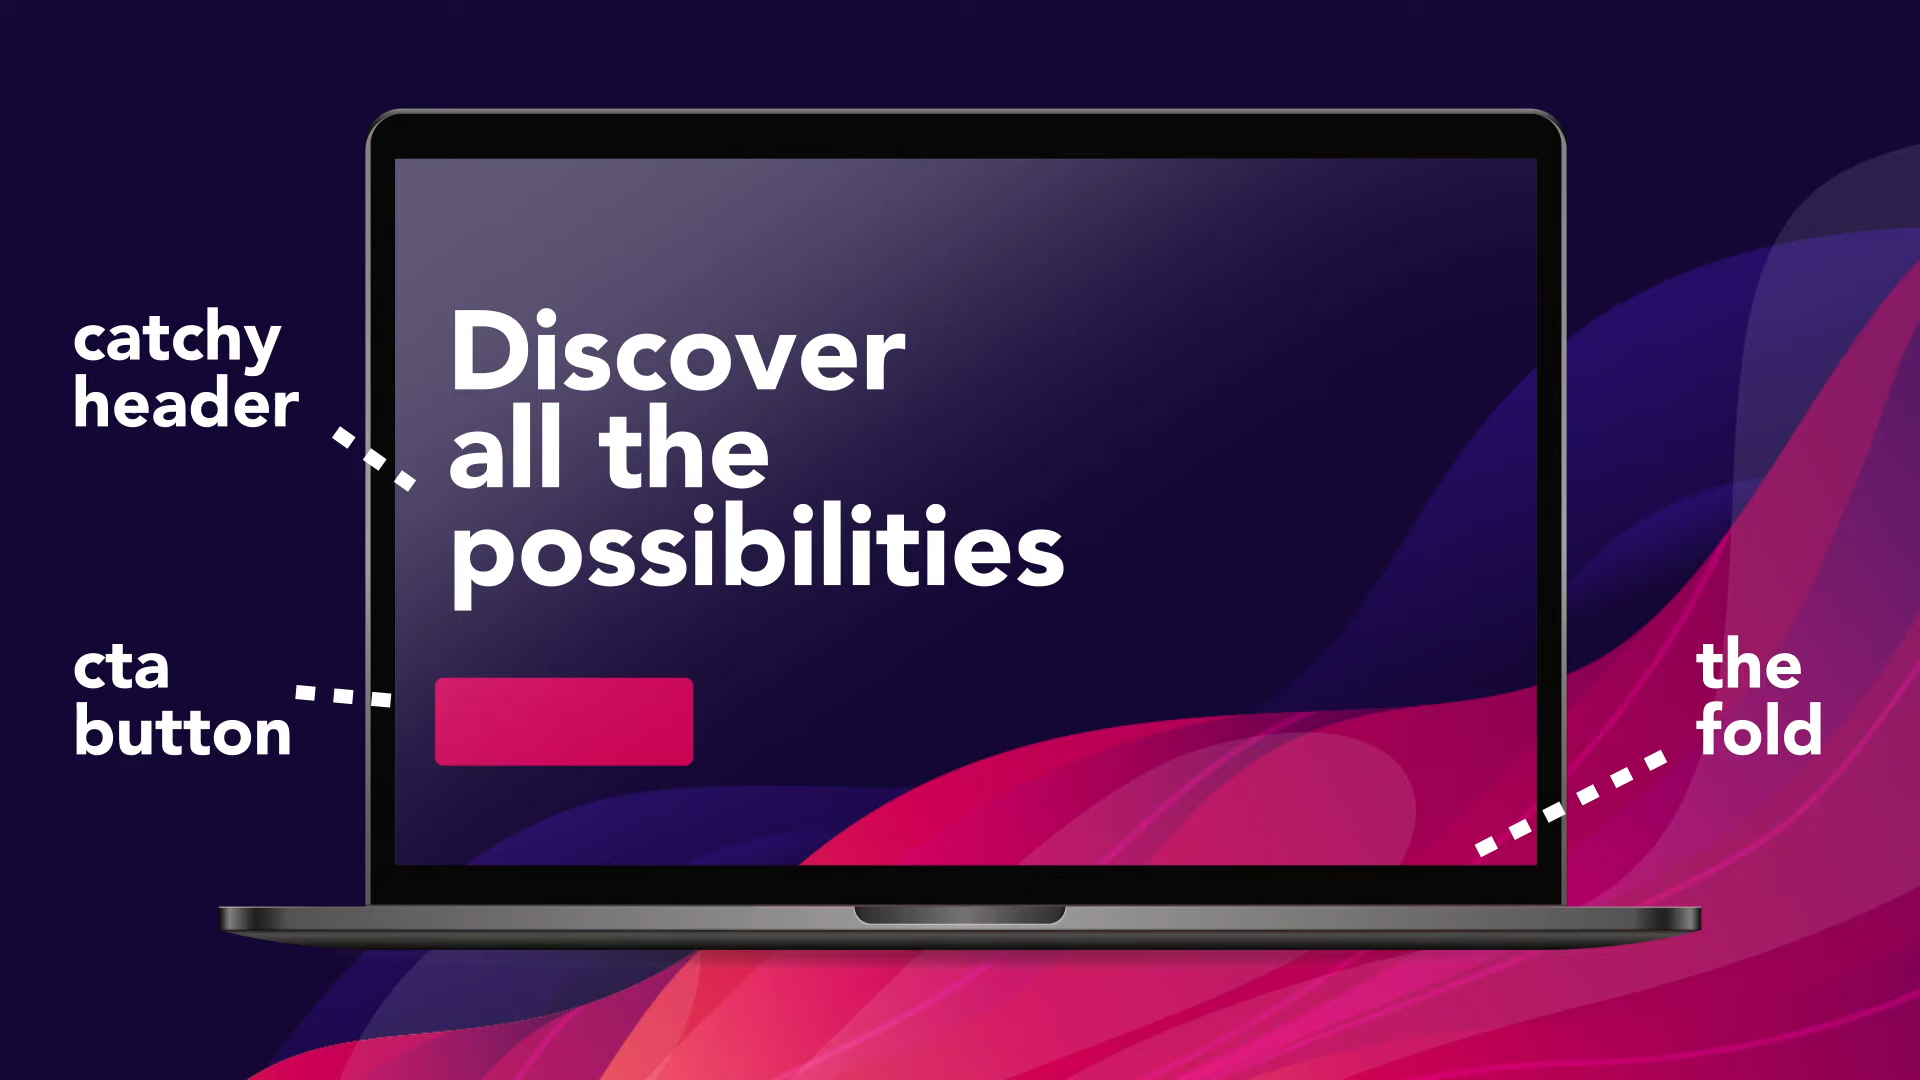 catchy
header
Discover
all the
possibilities
cta
button
the
fold